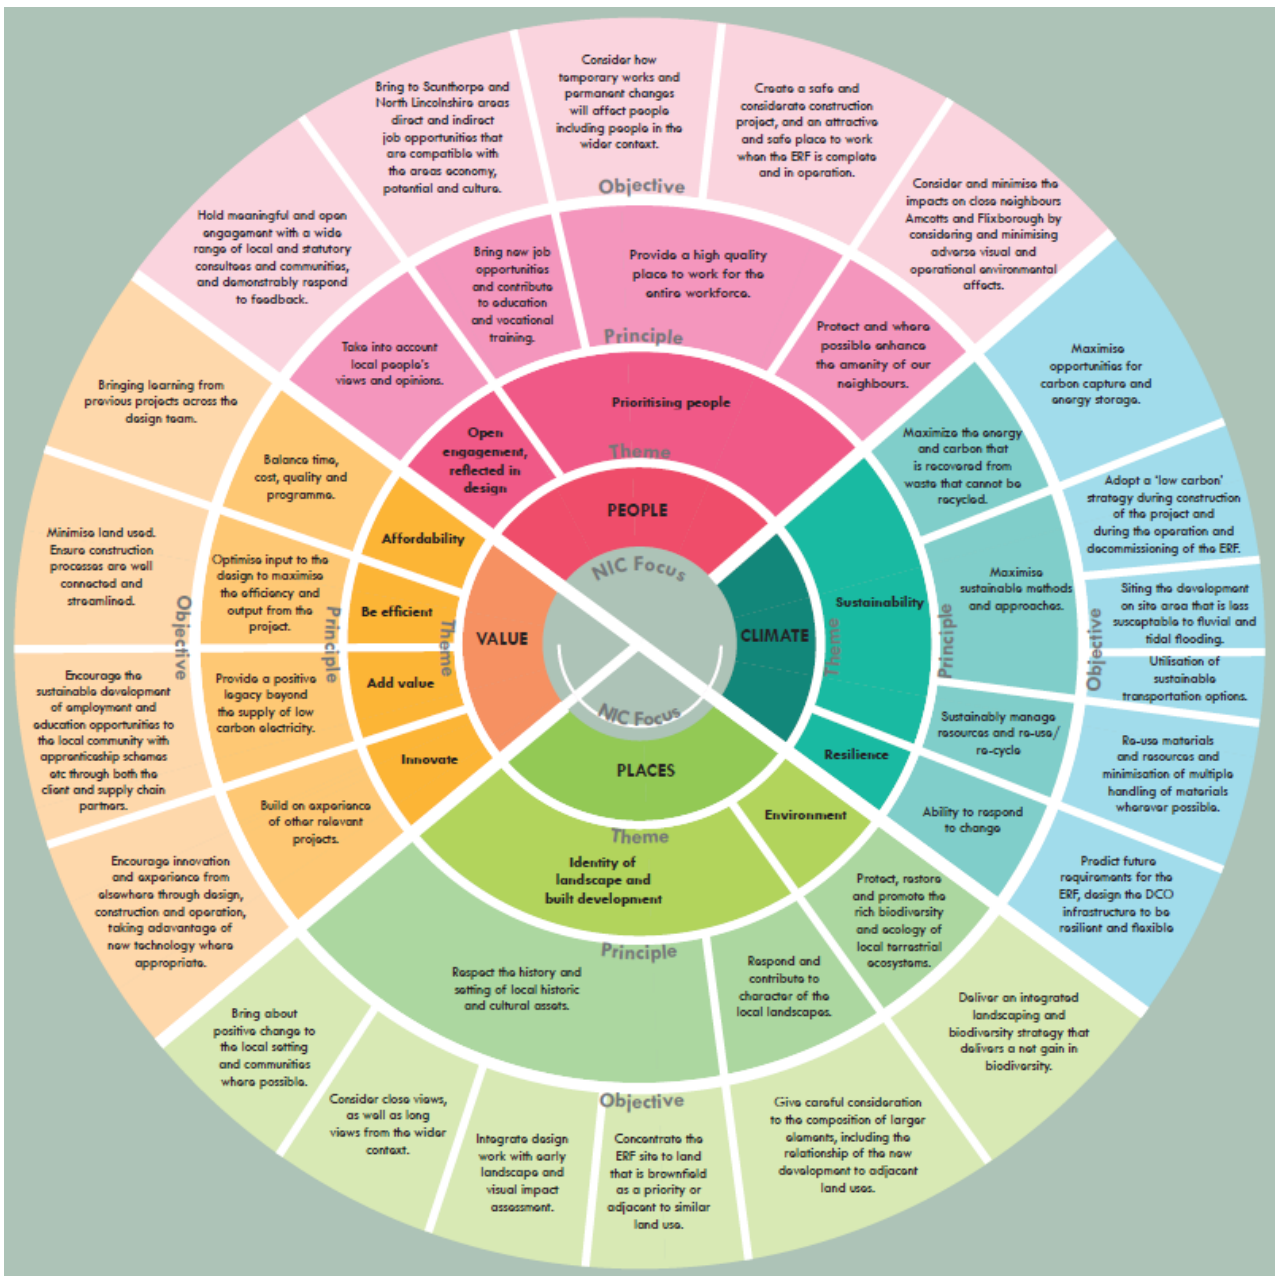 Consider how
temporary works and
permanent changes
will affect people
including people in the
wider context.
Bring to Scunthorpe and
North Lincolnshire areas
direct and indirect
job opportunities that
are compatible with
the areas economy,
potential and culture.
Create a safe and
considerate construction
project, and an attractive
and safe place to work
when the ERF is complete
and in operation.
Objective
Hold meaningful and open
engagement with a wide
range of local and statutory
consultees and communities,
and demonstrably respond
to feedback.
Consider and minimise the
impacts on close neighbours
Amcotts and Flixborough by
considering and minimising
adverse visual and
operational environmental
affects.
Bring new job
opportunities
and contribute
to education
and vocational
training.
Provide a high quality
place to work for the
entire workforce.
Principle
Take into account
local people's
views and opinions.
Protect and where
possible enhance
the amenity of our
neighbours.
Prioritising people
Open
engagement,
reflected in
design
Theme
PEOPLE
NIC Focus
Bringing learning from
previous projects across the
design team.
Balance time,
cost, quality and
programme.
Affordability
Minimise land used.
Ensure construction
processes are well
connected and
streamlined.
Optimise input to the
design to maximise
the efficiency and
output from the
project.
Be efficient
Objective
Principle
Theme
VALUE
Encourage the
sustainable development
of employment and
education opportunities to
the local community with
apprenticeship schemes
etc through both the
client and supply chain
partners.
Provide a positive
legacy beyond
the supply of low
carbon electricity.
Add value
Innovate
Build on experience
of other relevant
projects.
Encourage innovation
and experience from
elsewhere through design,
construction and operation,
taking adavantage of
new technology where
appropriate.
Maximise
opportunities for
carbon capture and
energy storage.
Maximize the energy
and carbon that
is recovered from
waste that cannot be
recycled.
Adopt a 'low carbon'
strategy during construction
of the project and
during the operation and
decommissioning of the ERF.
Maximise
sustainable methods
and approaches.
Sustainability
CLIMATE
Theme
Principle
Objective
Siting the development
on site area that is less
susceptable to fluvial and
tidal flooding.
Utilisation of
sustainable
transportation options.
Sustainably manage
resources and re-use/
re-cycle
Resilience
Re-use materials
and resources and
minimisation of multiple
handling of materials
wherever possible.
Ability to respond
to change
Predict future
requirements for the
ERF, design the DCO
infrastructure to be
resilient and flexible
NIC Focus
PLACES
Theme
Environment
Identity of
landscape and
built development
Protect, restore
and promote the
rich biodiversity
and ecology of
local terrestrial
ecosystems.
Principle
Respect the history and
setting of local historic
and cultural assets.
Respond and
contribute to
character of the
local landscapes.
Deliver an integrated
landscaping and
biodiversity strategy that
delivers a net gain in
biodiversity.
Bring about
positive change to
the local setting
and communities
where possible.
Objective
Consider close views,
as well as long
views from the wider
context.
Integrate design
work with early
landscape and
visual impact
assessment.
Concentrate the
ERF site to land
that is brownfield
as a priority or
adjacent to similar
land use.
Give careful consideration
to the composition of larger
elements, including the
relationship of the new
development to adjacent
land uses.